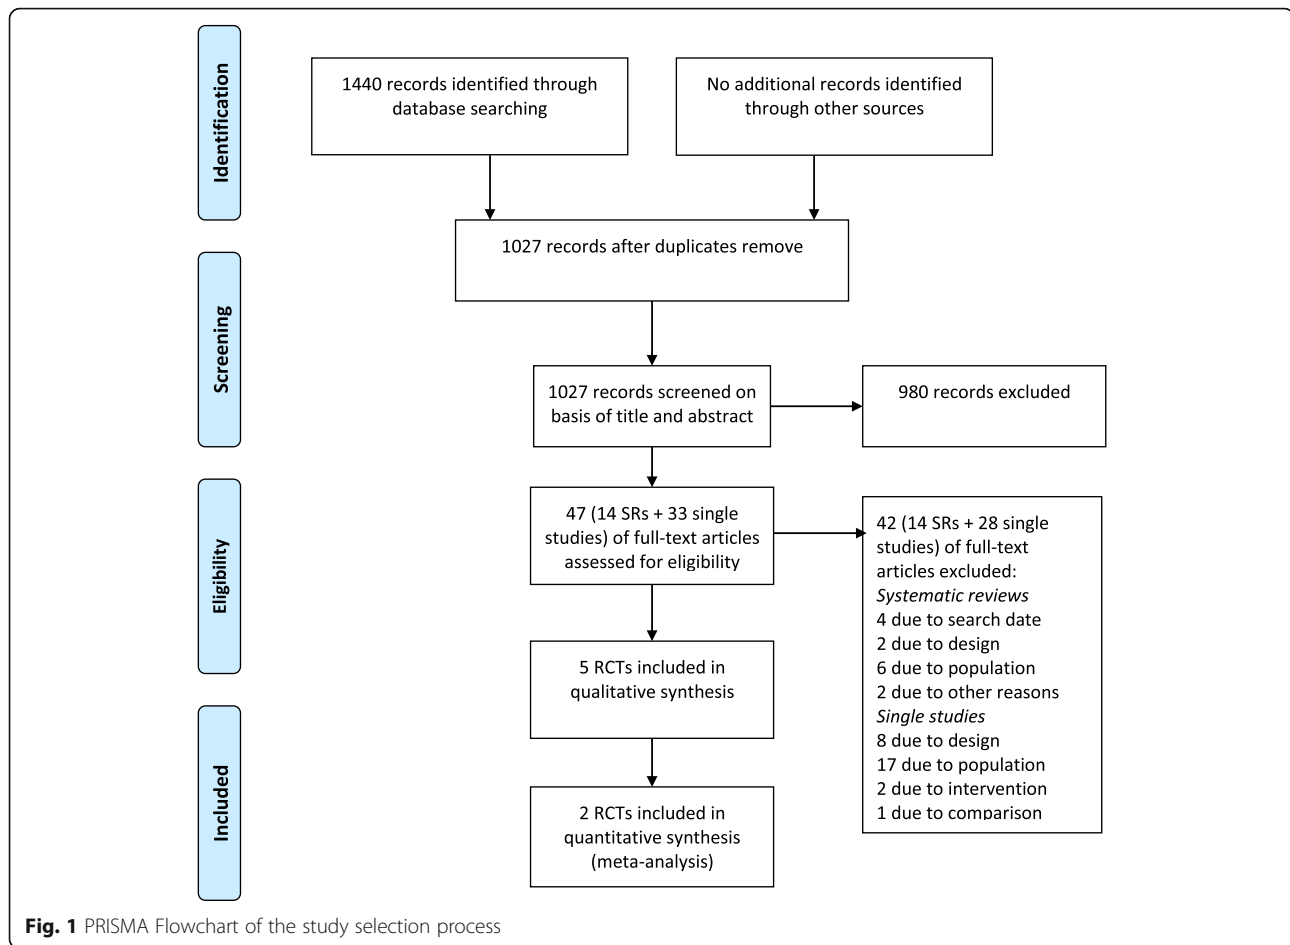 Identification
1440 records identified through
database searching
No additional records identified
through other sources
1027 records after duplicates remove
Screening
1027 records screened on
basis of title and abstract
980 records excluded
Eligibility
47 (14 SRs + 33 single
studies) of full-text articles
assessed for eligibility
42 (14 SRs + 28 single
studies) of full-text
articles excluded:
Systematic reviews
4 due to search date
2 due to design
6 due to population
2 due to other reasons
Single studies
8 due to design
17 due to population
2 due to intervention
1 due to comparison
5 RCTs included in
qualitative synthesis
Included
2 RCTs included in
quantitative synthesis
(meta-analysis)
Fig. 1 PRISMA Flowchart of the study selection process